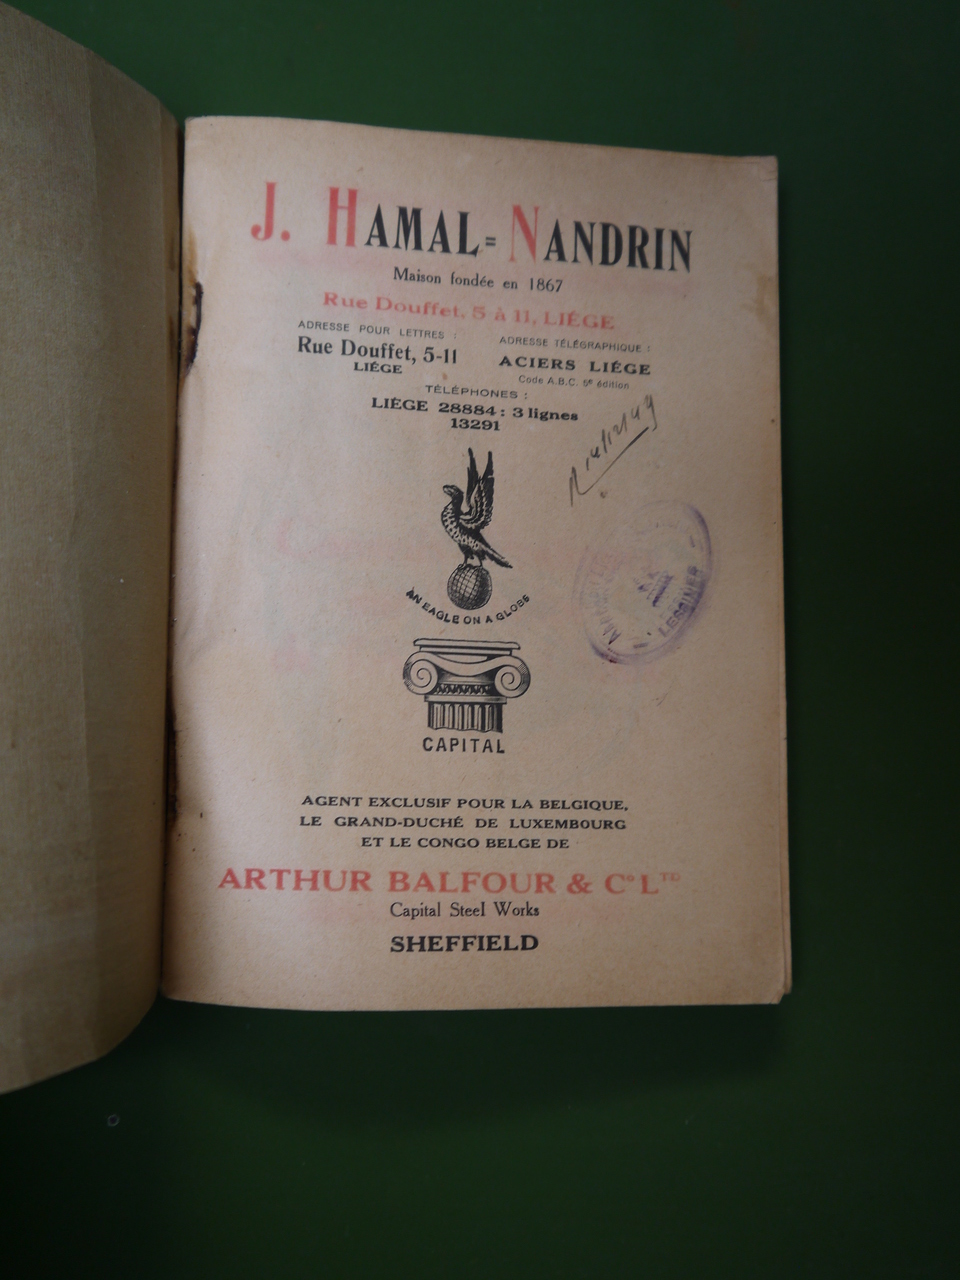 J. HAMAL=NANDRIN
Maison fondée en 1867
Rue Douffet, 5 à 11, LIÉGE
ADRESSE POUR LETTRES :
Rue Douffet, 5-11
LIÉGE
ADRESSE TÉLÉGRAPHIQUE :
ACIERS LIÉGE
Code A.B.C. 5e édition
TÉLÉPHONES :
LIÉGE 28884 : 3 lignes
13291
AN EAGLE ON A GLOBE
LESSINES
CAPITAL
AGENT EXCLUSIF POUR LA BELGIQUE,
LE GRAND-DUCHÉ DE LUXEMBOURG
ET LE CONGO BELGE DE
ARTHUR BALFOUR & C° LTD
Capital Steel Works
SHEFFIELD